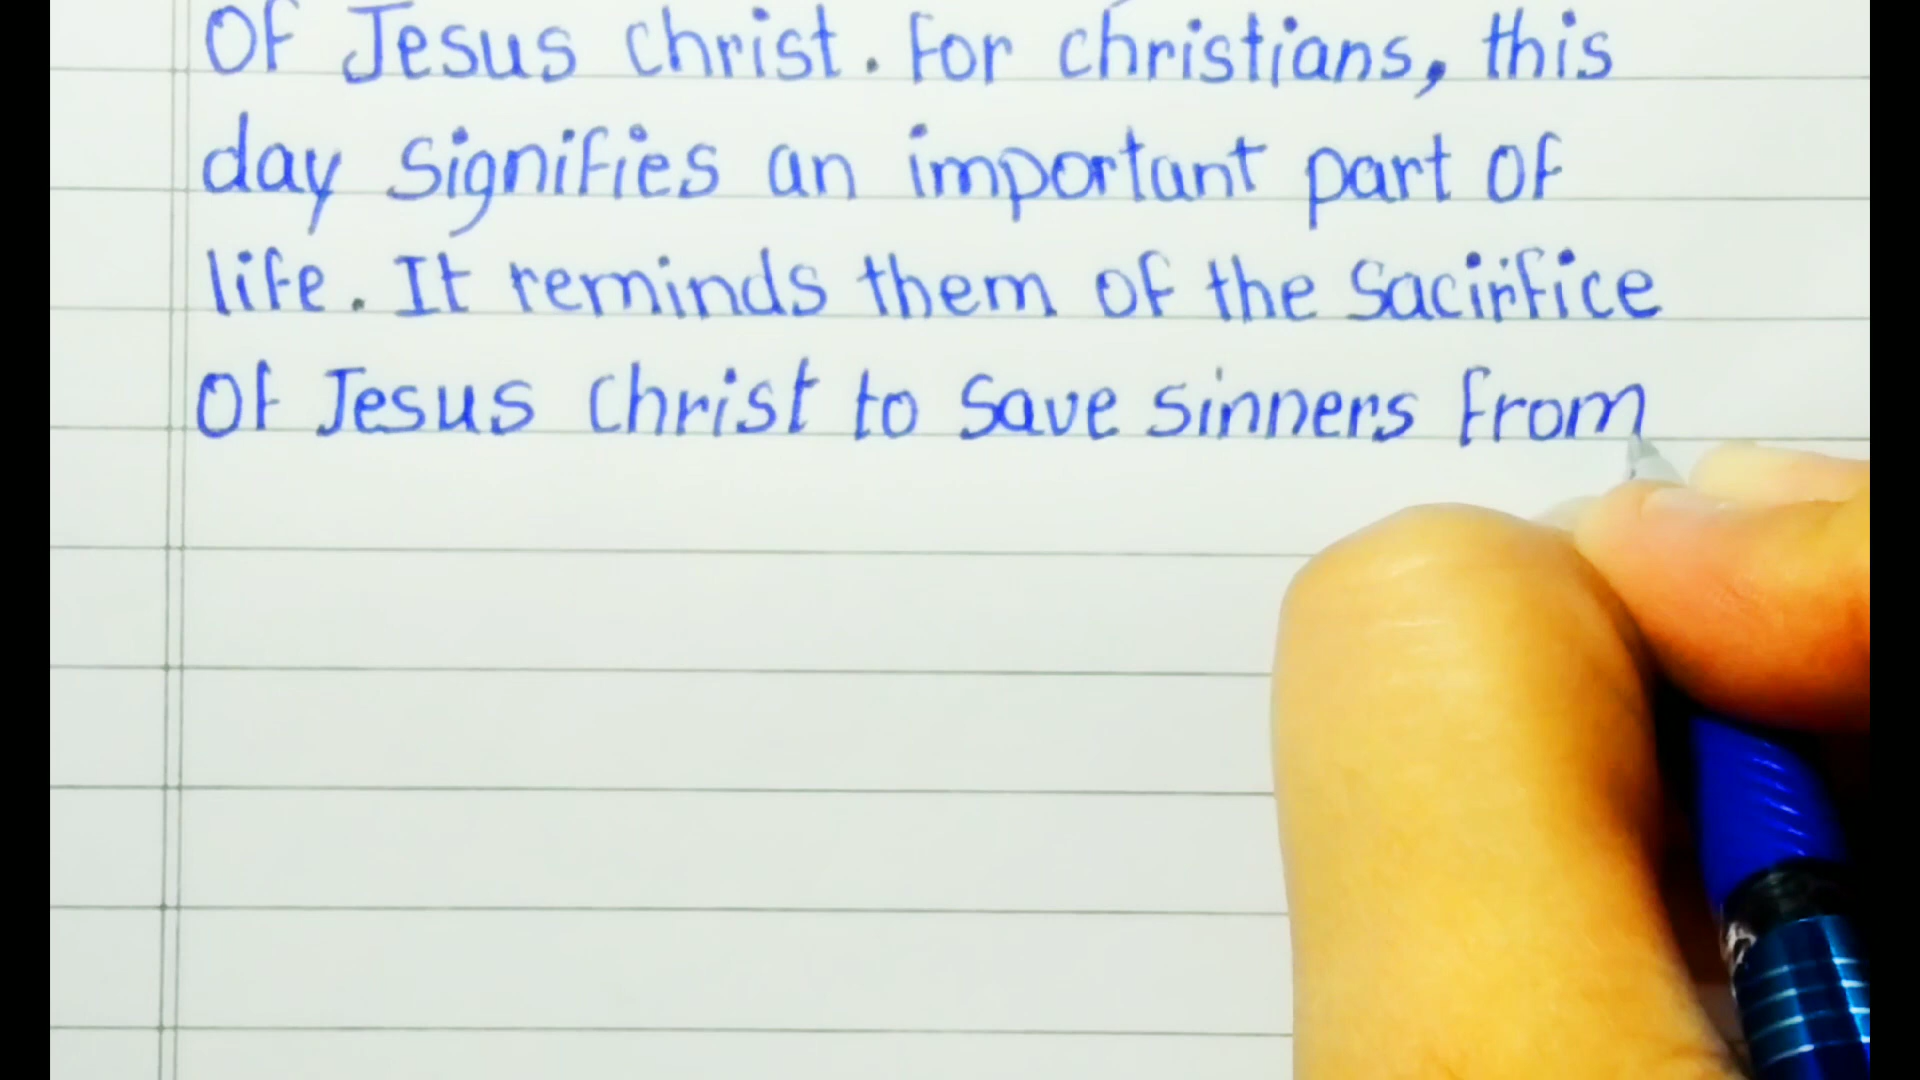 Of Jesus Christ. For christians, this
day signifies an important part of
life. It reminds them of the sacirfice
Of Jesus Christ to save sinners from